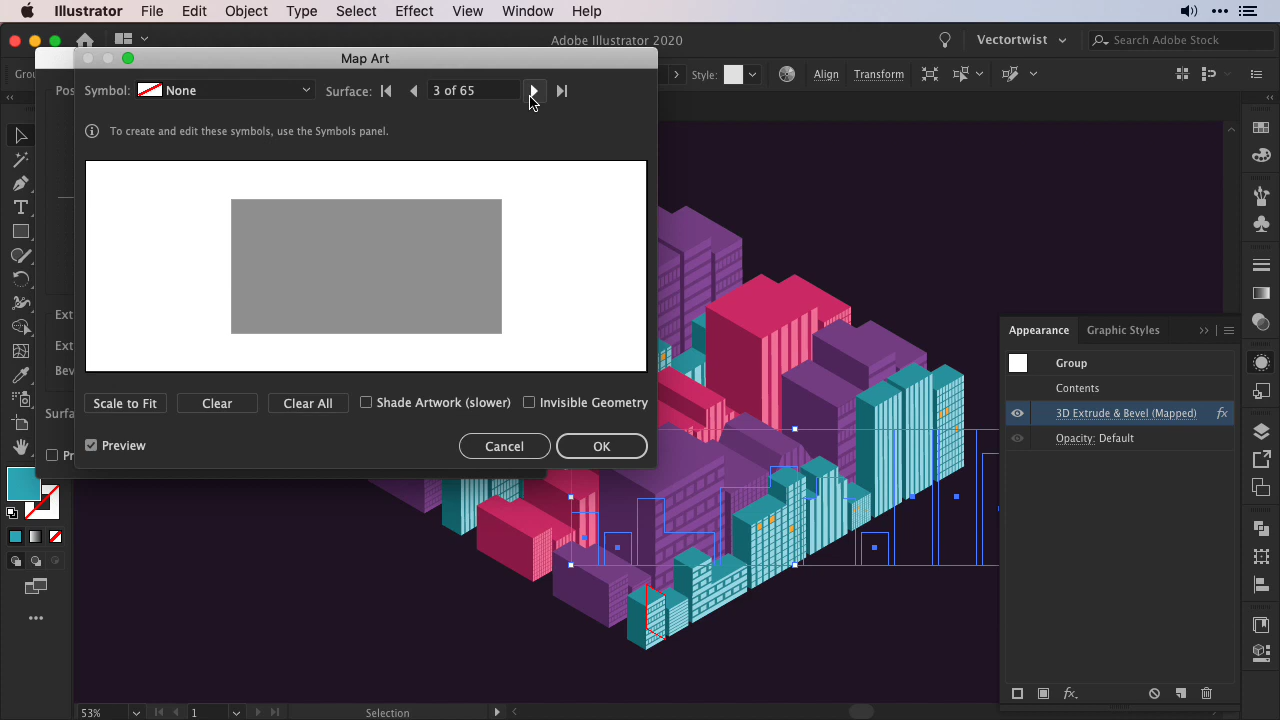 Illustrator File Edit Object Type Select Effect View Window Help
Adobe Illustrator 2020
Vectortwist
Search Adobe Stock
Map Art
Style:
Align
Transform
Symbol: None
Surface: 3 of 65
To create and edit these symbols, use the Symbols panel.
Scale to Fit
Clear
Clear All
Shade Artwork (slower)
Invisible Geometry
Preview
Cancel
OK
Appearance
Graphic Styles
Group
Contents
3D Extrude & Bevel (Mapped) fx
Opacity: Default
fx.
53%
1
Selection